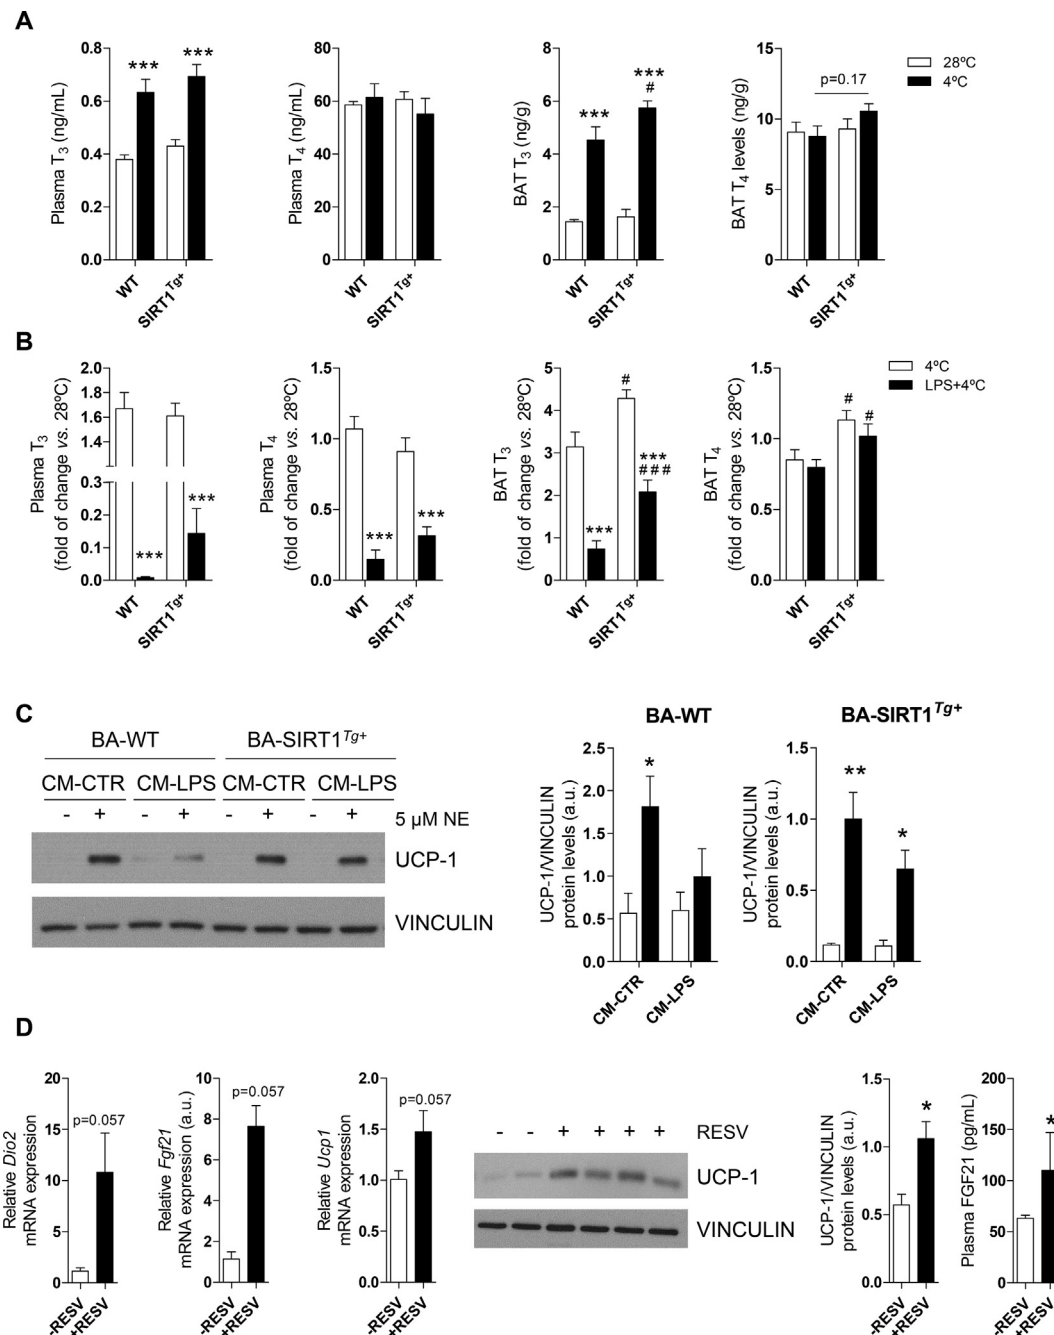 A
Plasma T3 (ng/mL)
0.8
0.6
0.4
0.2
0.0
***
***
WT
SIRT1Tg+
Plasma T4 (ng/mL)
80
60
40
20
0
WT
SIRT1Tg+
BAT T3 (ng/g)
8
6
4
2
0
***
***
#
WT
SIRT1Tg+
BAT T4 levels (ng/g)
15
10
5
0
p=0.17
WT
SIRT1Tg+
28ºC
4ºC
B
Plasma T3
(fold of change vs. 28ºC)
2.0
1.8
1.6
1.4
0.3
0.2
0.1
0.0
***
***
WT
SIRT1Tg+
Plasma T4
(fold of change vs. 28ºC)
1.5
1.0
0.5
0.0
***
***
WT
SIRT1Tg+
BAT T3
(fold of change vs. 28ºC)
5
4
3
2
1
0
***
#
***
###
WT
SIRT1Tg+
BAT T4
(fold of change vs. 28ºC)
1.5
1.0
0.5
0.0
#
#
WT
SIRT1Tg+
4ºC
LPS+4ºC
C
BA-WT BA-SIRT1Tg+
CM-CTR CM-LPS CM-CTR CM-LPS
- + - + - + - + 5 µM NE
UCP-1
VINCULIN
BA-WT
UCP-1/VINCULIN
protein levels (a.u.)
2.5
2.0
1.5
1.0
0.5
0.0
*
CM-CTR
CM-LPS
BA-SIRT1Tg+
UCP-1/VINCULIN
protein levels (a.u.)
1.5
1.0
0.5
0.0
**
*
CM-CTR
CM-LPS
D
Relative Dio2
mRNA expression
20
15
10
5
0
p=0.057
-RESV
+RESV
Relative Fgf21
mRNA expression (a.u.)
10
8
6
4
2
0
p=0.057
-RESV
+RESV
Relative Ucp1
mRNA expression
2.0
1.5
1.0
0.5
0.0
p=0.057
-RESV
+RESV
- - + + + + RESV
UCP-1
VINCULIN
UCP-1/VINCULIN
protein levels (a.u.)
1.5
1.0
0.5
0.0
*
-RESV
+RESV
Plasma FGF21 (pg/mL)
200
150
100
50
0
*
-RESV
+RESV